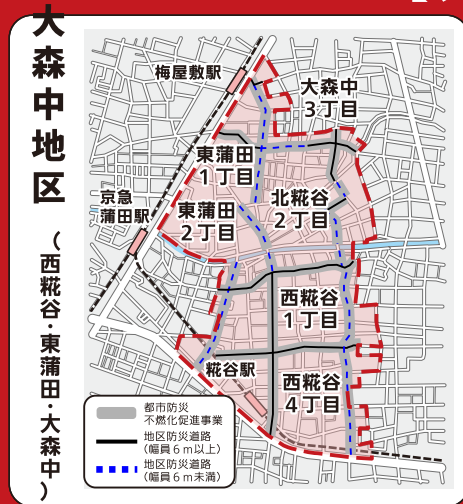 大森中地区
（西糀谷・東蒲田・大森中）
梅屋敷駅
大森中
3丁目
東蒲田
1丁目
京急
蒲田駅
東蒲田
2丁目
北糀谷
2丁目
西糀谷
1丁目
糀谷駅
西糀谷
4丁目
都市防災
不燃化促進事業
地区防災道路
（幅員6m以上）
地区防災道路
（幅員6m未満）